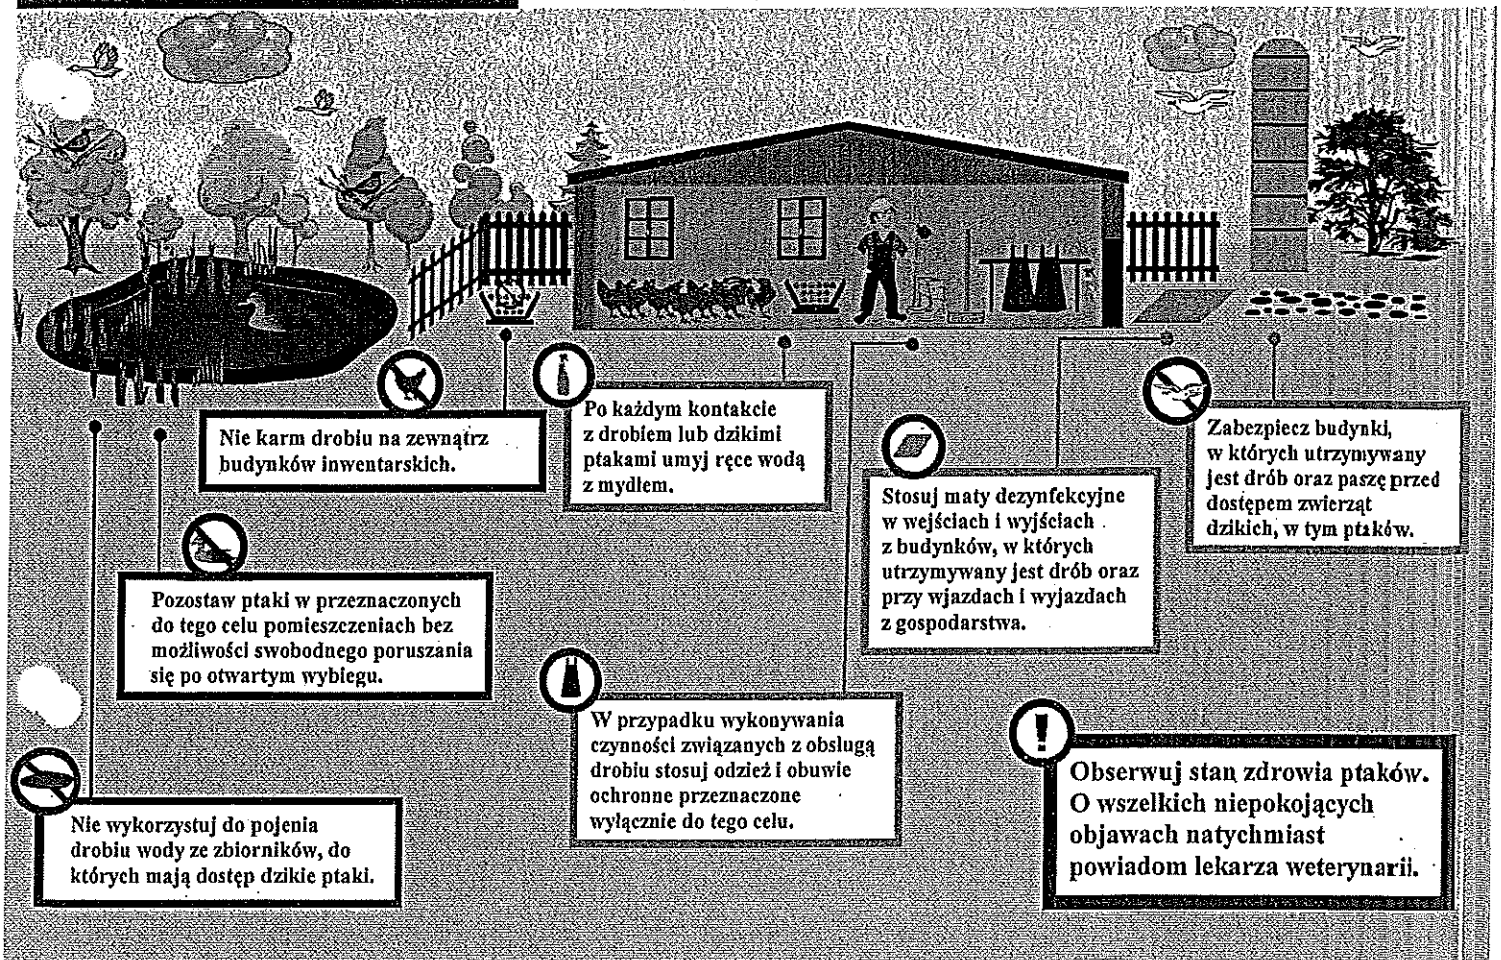 Nie karm drobiu na zewnątrz
budynków inwentarskich.
Po każdym kontakcie
z drobiem lub dzikimi
ptakami umyj ręce wodą
z mydłem.
Zabezpiecz budynki,
w których utrzymywany
jest drób oraz paszę przed
dostępem zwierząt
dzikich, w tym ptaków.
Stosuj maty dezynfekcyjne
w wejściach i wyjściach
z budynków, w których
utrzymywany jest drób oraz
przy wjazdach i wyjazdach
z gospodarstwa.
Pozostaw ptaki w przeznaczonych
do tego celu pomieszczeniach bez
możliwości swobodnego poruszania
się po otwartym wybiegu.
W przypadku wykonywania
czynności związanych z obsługą
drobiu stosuj odzież i obuwie
ochronne przeznaczone
wyłącznie do tego celu.
Obserwuj stan zdrowia ptaków.
O wszelkich niepokojących
objawach natychmiast
powiadom lekarza weterynarii.
Nie wykorzystuj do pojenia
drobiu wody ze zbiorników, do
których mają dostęp dzikie ptaki.